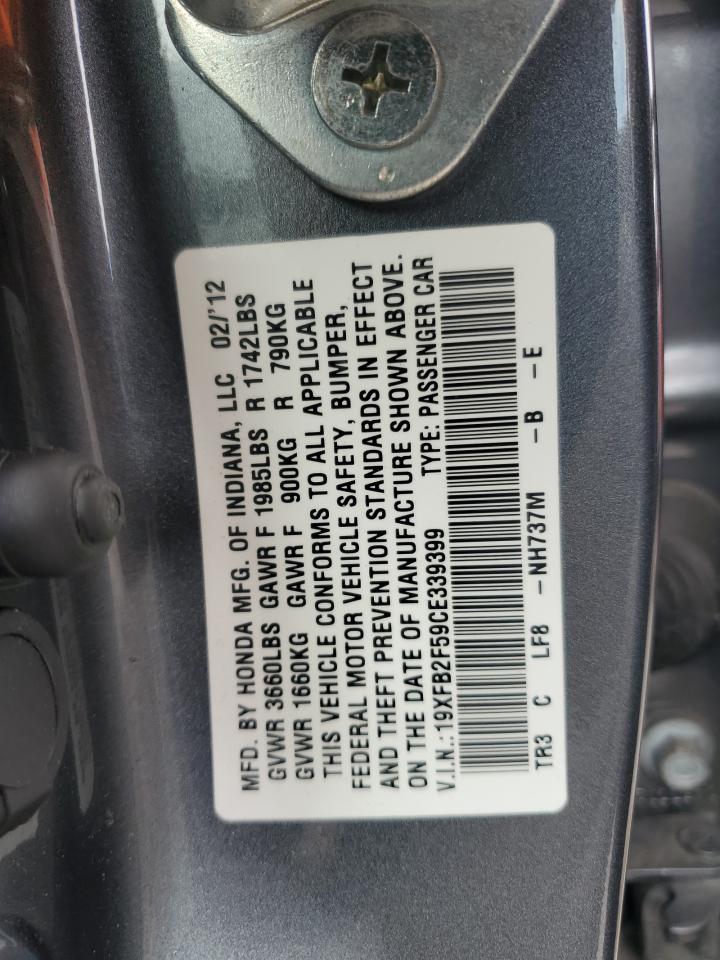 MFD. BY HONDA MFG. OF INDIANA, LLC 02/'12
GVWR 3660LBS GAWR F 1985LBS R 1742LBS
GVWR 1660KG GAWR F 900KG R 790KG
THIS VEHICLE CONFORMS TO ALL APPLICABLE
FEDERAL MOTOR VEHICLE SAFETY, BUMPER,
AND THEFT PREVENTION STANDARDS IN EFFECT
ON THE DATE OF MANUFACTURE SHOWN ABOVE.
V.I.N.:19XFB2F59CE339399 TYPE: PASSENGER CAR
TR3 C LF8 -NH737M -B -E